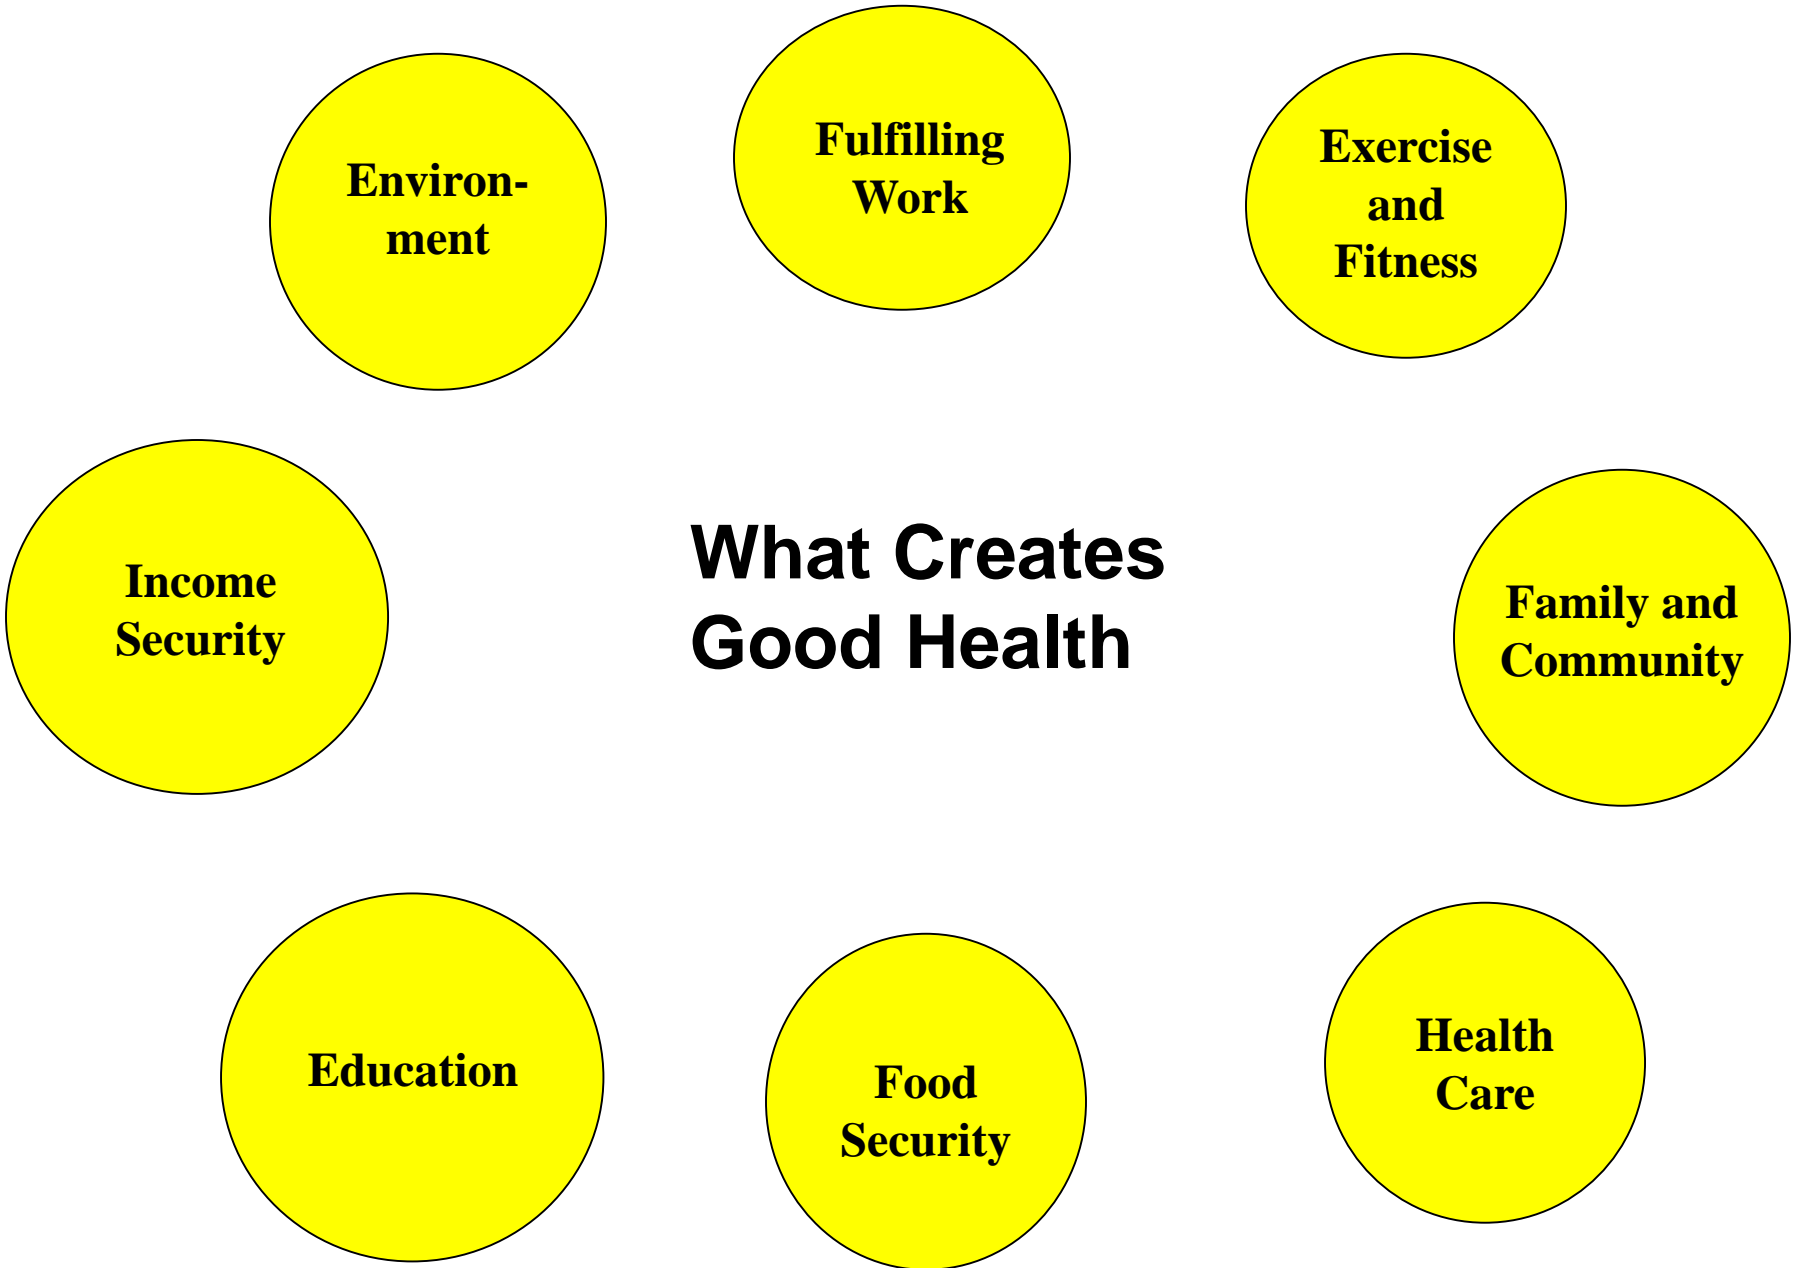 Environ-
ment
Fulfilling
Work
Exercise
and
Fitness
Income
Security
What Creates
Good Health
Family and
Community
Education
Food
Security
Health
Care